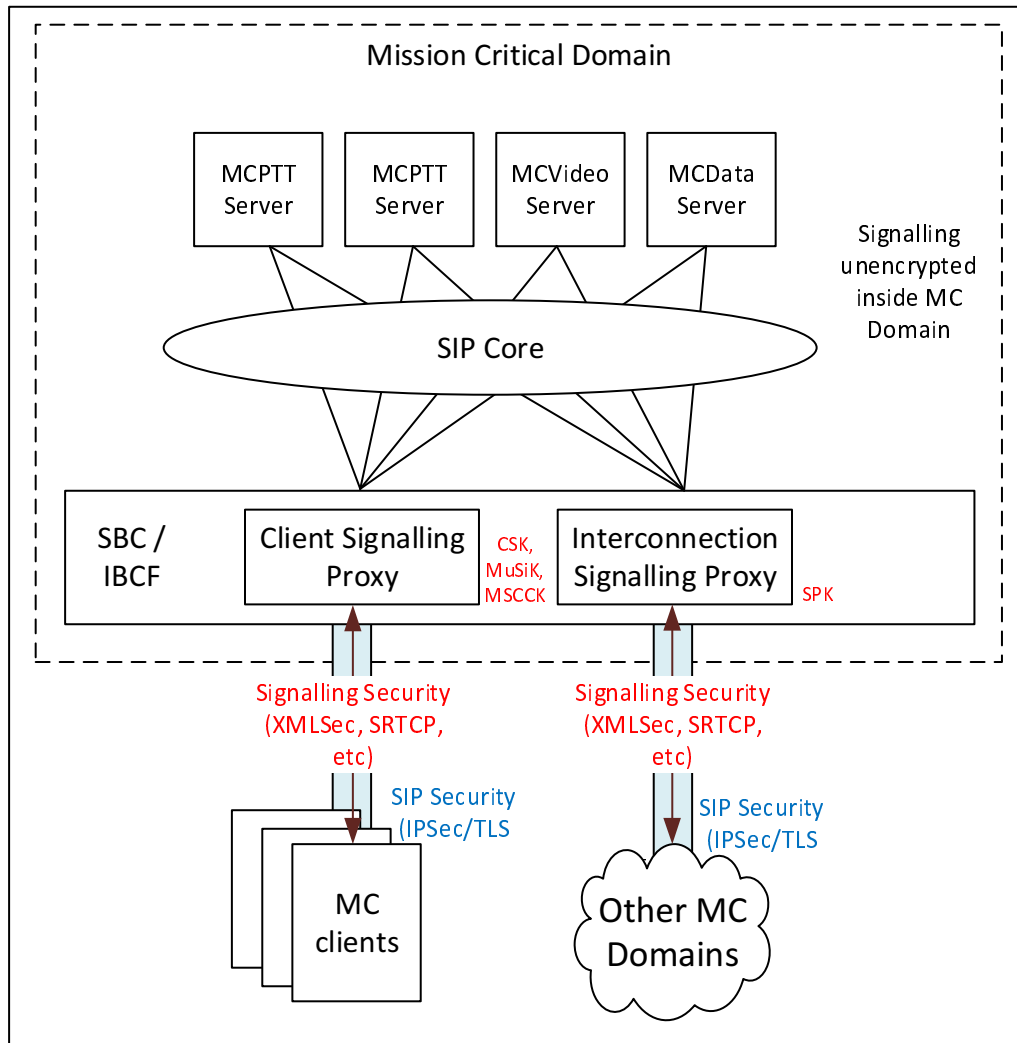 Mission Critical Domain
MCPTT
Server
MCPTT
Server
MCVideo
Server
MCData
Server
Signalling
unencrypted
inside MC
Domain
SIP Core
SBC /
IBCF
Client Signalling
Proxy
CSK,
MuSiK,
MSCCK
Interconnection
Signalling Proxy
SPK
Signalling Security
(XMLSec, SRTCP,
etc)
Signalling Security
(XMLSec, SRTCP,
etc)
SIP Security
(IPSec/TLS
SIP Security
(IPSec/TLS
MC
clients
Other MC
Domains